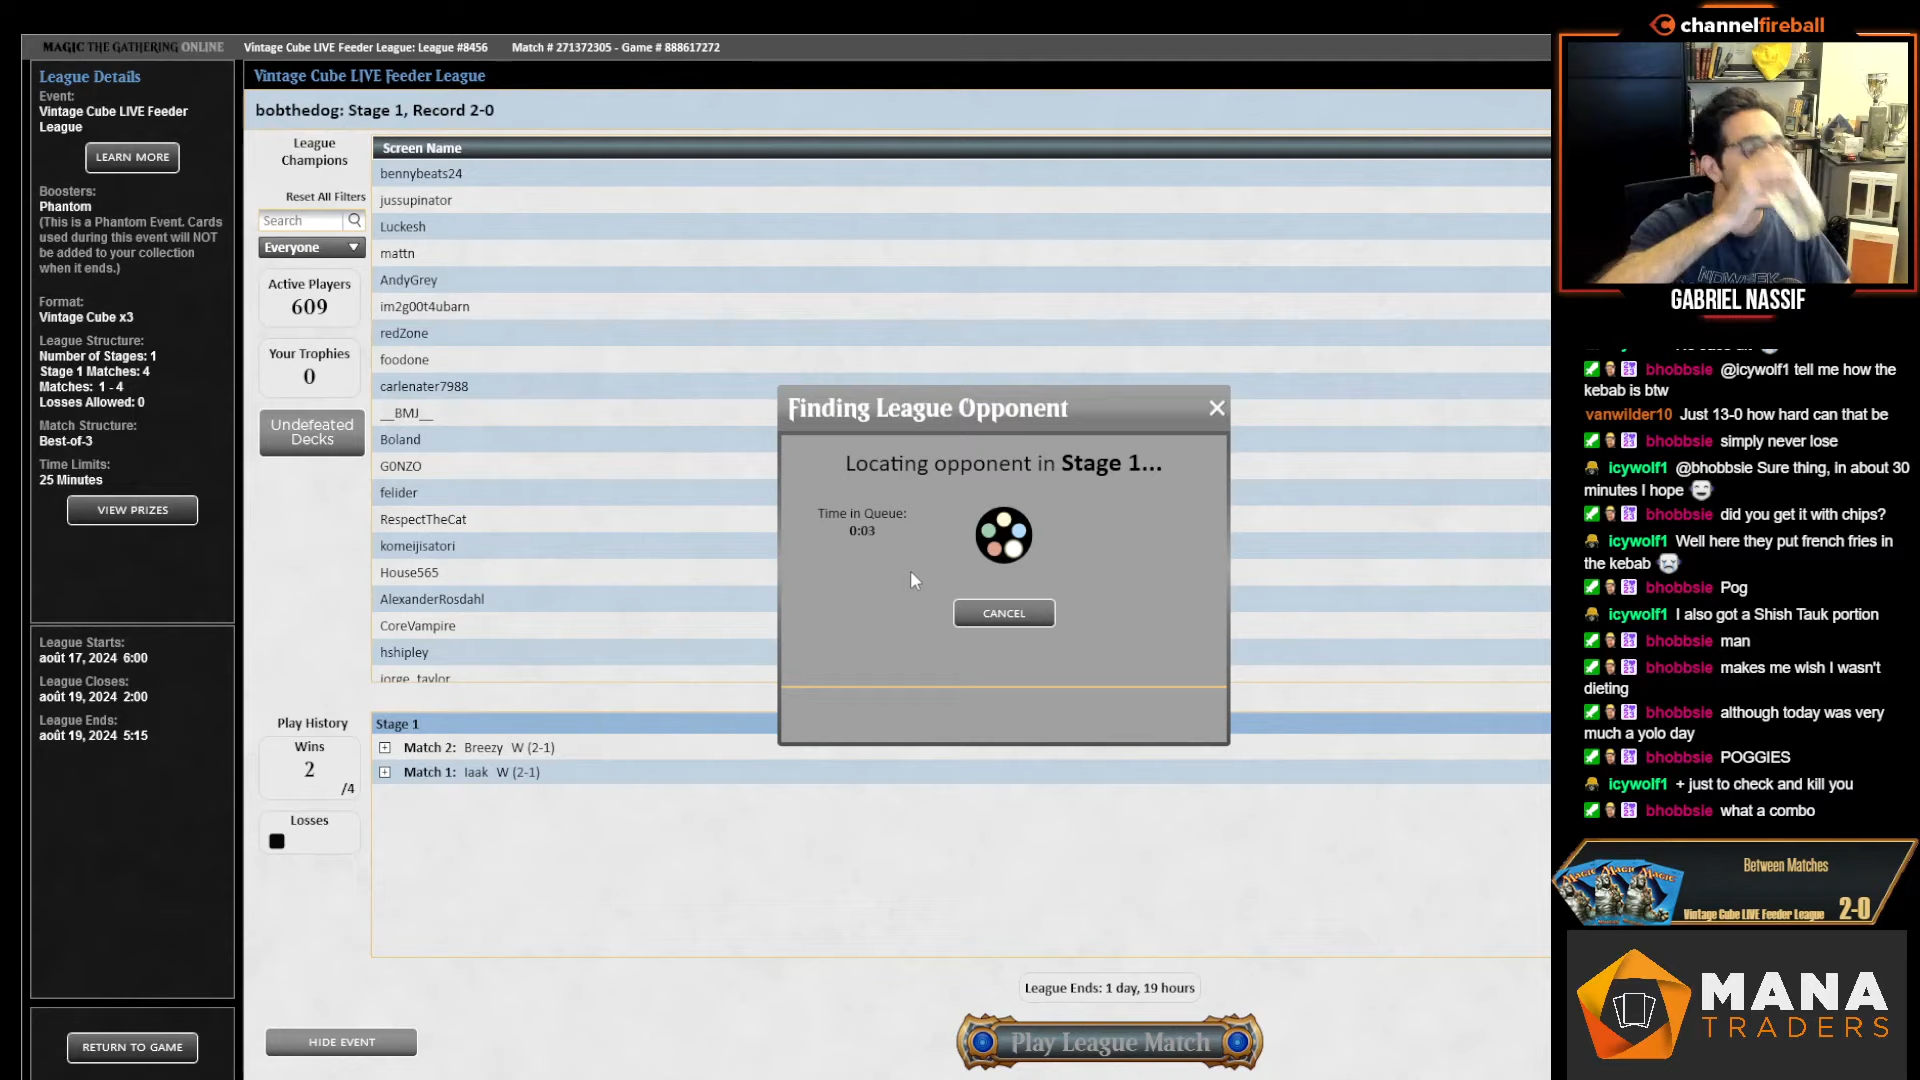 channelfireball
MAGIC THE GATHERING ONLINE
Vintage Cube LIVE Feeder League: League #8456
Match # 271372305 - Game # 888617272
League Details
Event:
Vintage Cube LIVE Feeder
League
LEARN MORE
Boosters:
Phantom
(This is a Phantom Event. Cards
used during this event will NOT
be added to your collection
when it ends.)
Format:
Vintage Cube x3
League Structure:
Number of Stages: 1
Stage 1 Matches: 4
Matches: 1 - 4
Losses Allowed: 0
Match Structure:
Best-of-3
Time Limits:
25 Minutes
VIEW PRIZES
League Starts:
août 17, 2024 6:00
League Closes:
août 19, 2024 2:00
League Ends:
août 19, 2024 5:15
RETURN TO GAME
Vintage Cube LIVE Feeder League
bobthedog: Stage 1, Record 2-0
League
Champions
Reset All Filters
Search
Everyone
Active Players
609
Your Trophies
0
Undefeated
Decks
Screen Name
bennybeats24
jussupinator
Luckesh
mattn
AndyGrey
im2g00t4ubarn
redZone
foodone
carlenater7988
__BMJ__
Boland
G0NZO
felider
RespectTheCat
komeijisatori
House565
AlexanderRosdahl
CoreVampire
hshipley
jorge_taylor
Finding League Opponent
Locating opponent in Stage 1...
Time in Queue:
0:03
CANCEL
Play History
Wins
2
/4
Losses
Stage 1
Match 2: Breezy W (2-1)
Match 1: Iaak W (2-1)
League Ends: 1 day, 19 hours
HIDE EVENT
Play League Match
GABRIEL NASSIF
bhobbsie @icywolf1 tell me how the
kebab is btw
vanwilder10 Just 13-0 how hard can that be
bhobbsie simply never lose
icywolf1 @bhobbsie Sure thing, in about 30
minutes I hope
bhobbsie did you get it with chips?
icywolf1 Well here they put french fries in
the kebab
bhobbsie Pog
icywolf1 I also got a Shish Tauk portion
bhobbsie man
bhobbsie makes me wish I wasn't
dieting
bhobbsie although today was very
much a yolo day
bhobbsie POGGIES
icywolf1 + just to check and kill you
bhobbsie what a combo
Between Matches
Vintage Cube LIVE Feeder League 2-0
MANA
TRADERS